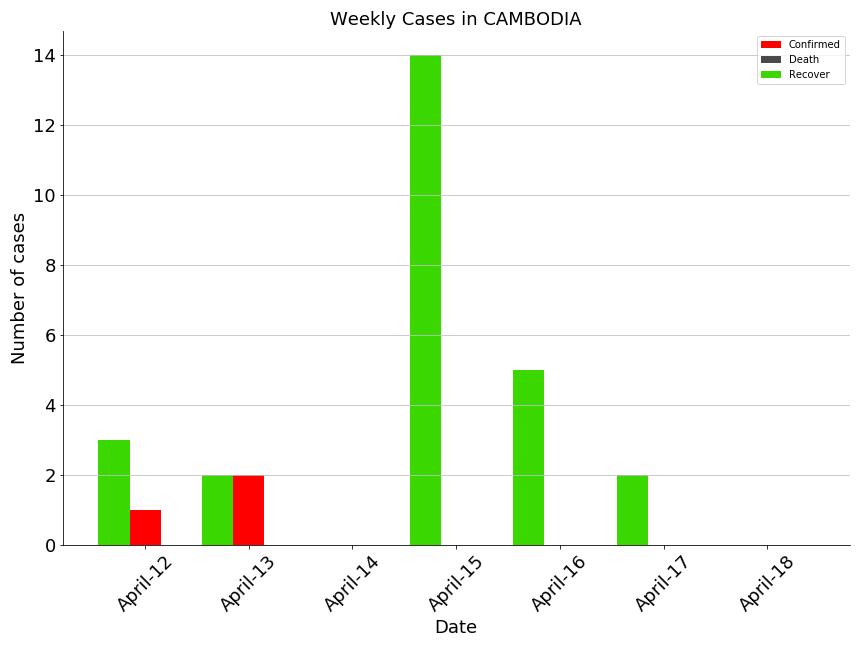 Weekly Cases in CAMBODIA
Confirmed
Death
Recover
Number of cases
14
12
10
8
6
4
2
0
April-12
April-13
April-14
April-15
April-16
April-17
April-18
Date